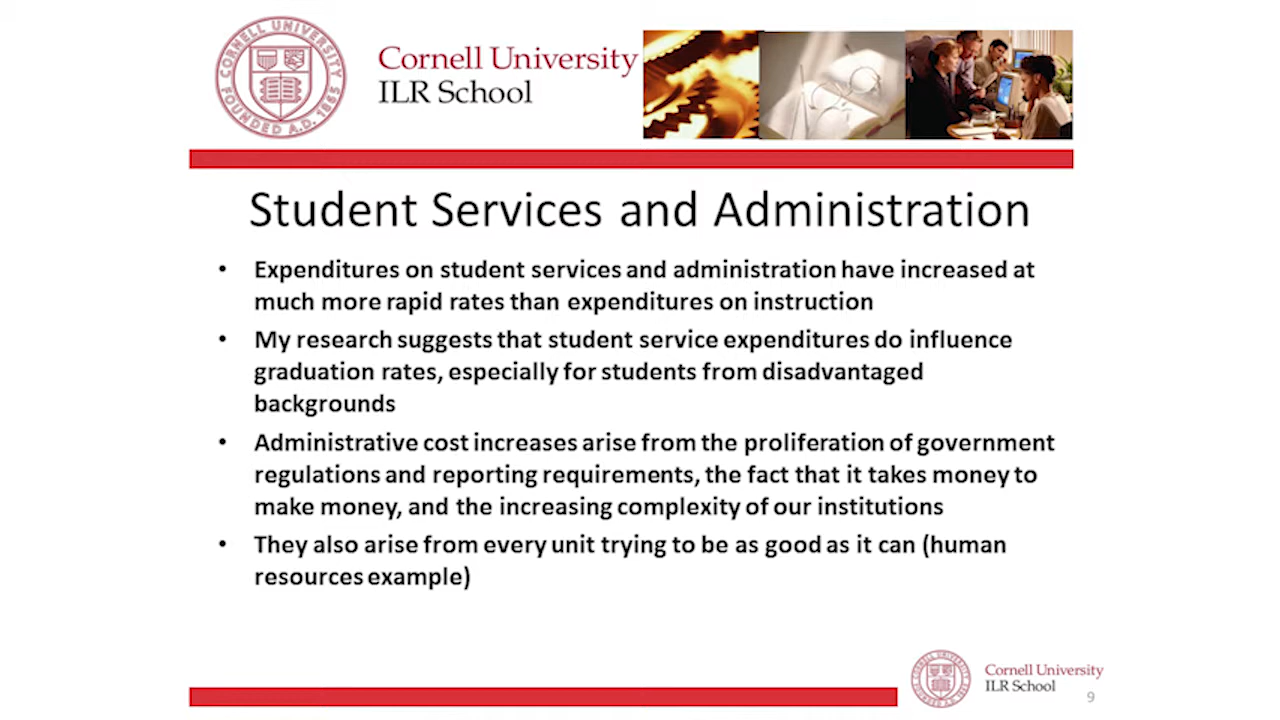 CORNELL UNIVERSITY
FOUNDED A.D. 1865
Cornell University
ILR School
Student Services and Administration
• Expenditures on student services and administration have increased at
much more rapid rates than expenditures on instruction
• My research suggests that student service expenditures do influence
graduation rates, especially for students from disadvantaged
backgrounds
• Administrative cost increases arise from the proliferation of government
regulations and reporting requirements, the fact that it takes money to
make money, and the increasing complexity of our institutions
• They also arise from every unit trying to be as good as it can (human
resources example)
Cornell University
ILR School
9